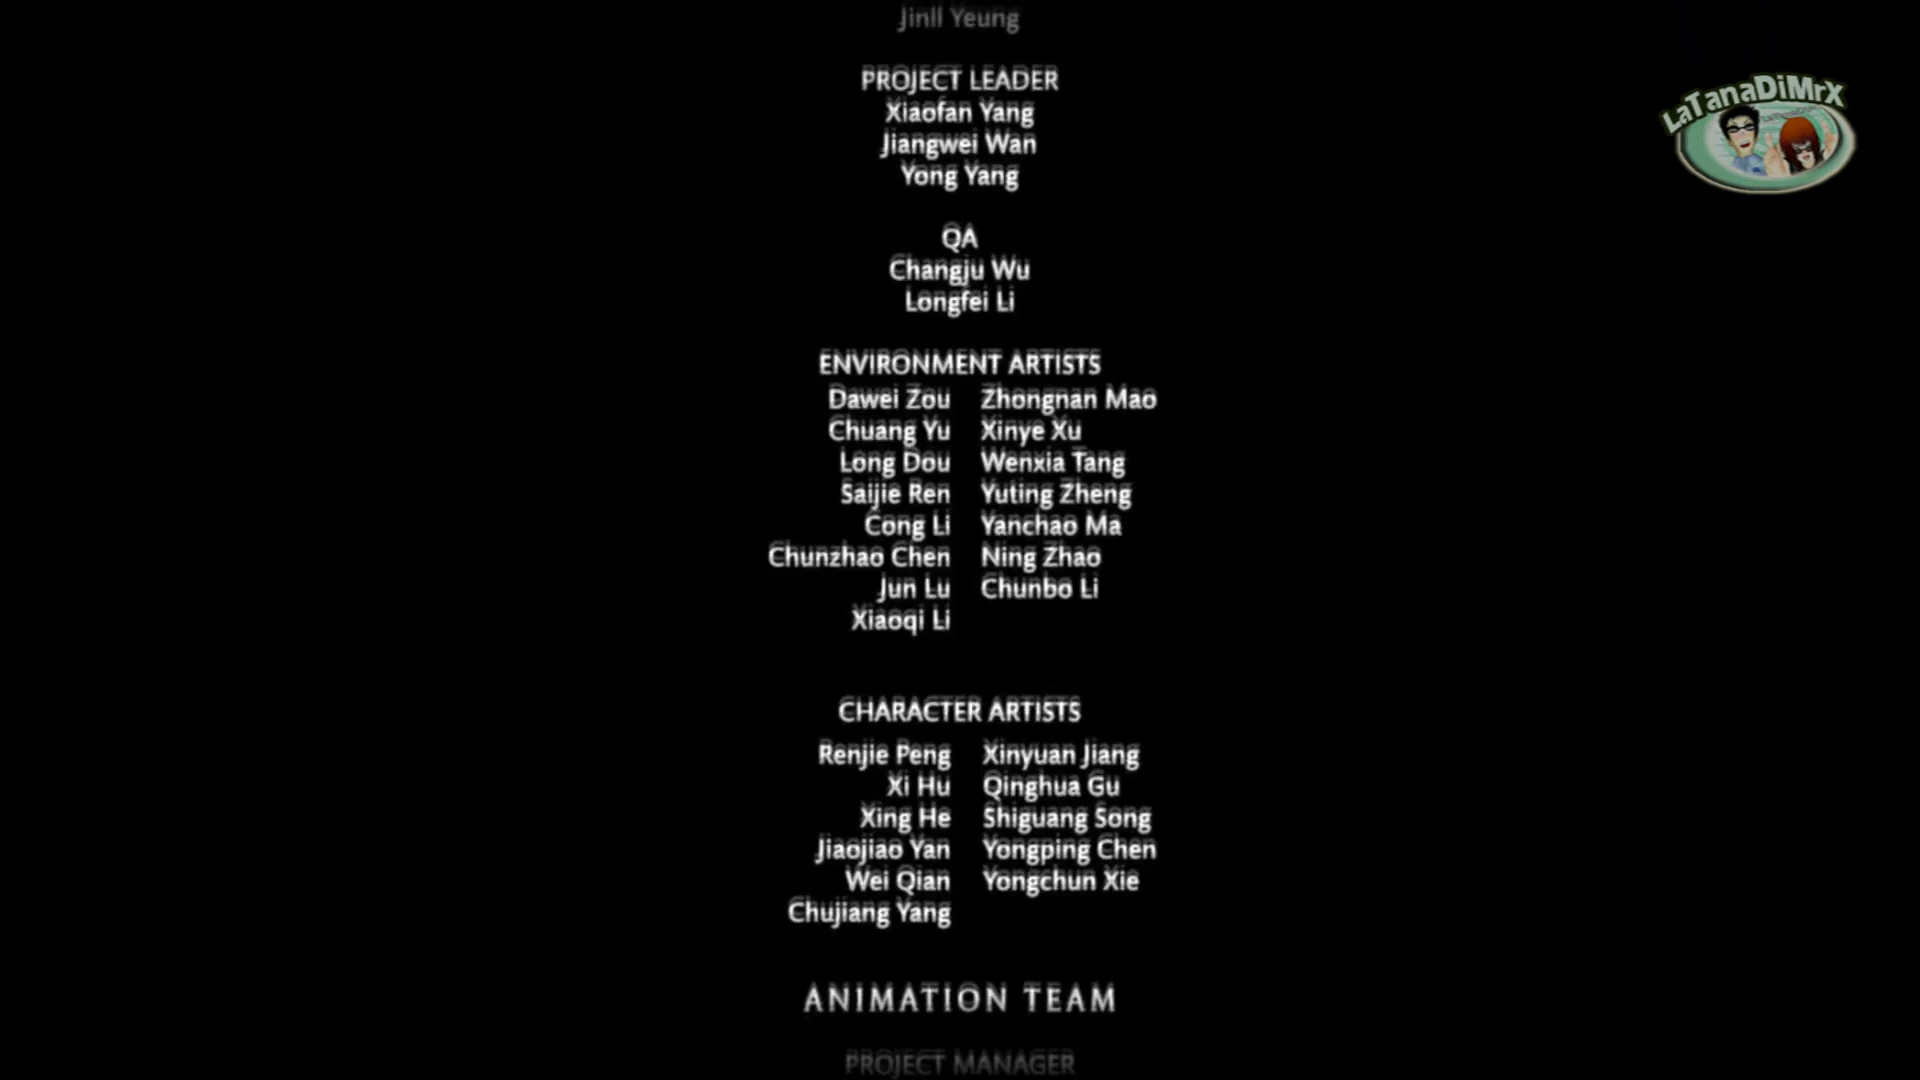 Jinll Yeung
PROJECT LEADER
Xiaofan Yang
Jiangwei Wan
Yong Yang
QA
Changju Wu
Longfei Li
ENVIRONMENT ARTISTS
Dawei Zou Zhongnan Mao
Chuang Yu Xinye Xu
Long Dou Wenxia Tang
Saijie Ren Yuting Zheng
Cong Li Yanchao Ma
Chunzhao Chen Ning Zhao
Jun Lu Chunbo Li
Xiaoqi Li
CHARACTER ARTISTS
Renjie Peng Xinyuan Jiang
Xi Hu Qinghua Gu
Xing He Shiguang Song
Jiaojiao Yan Yongping Chen
Wei Qian Yongchun Xie
Chujiang Yang
ANIMATION TEAM
PROJECT MANAGER
LaTanaDiMrX